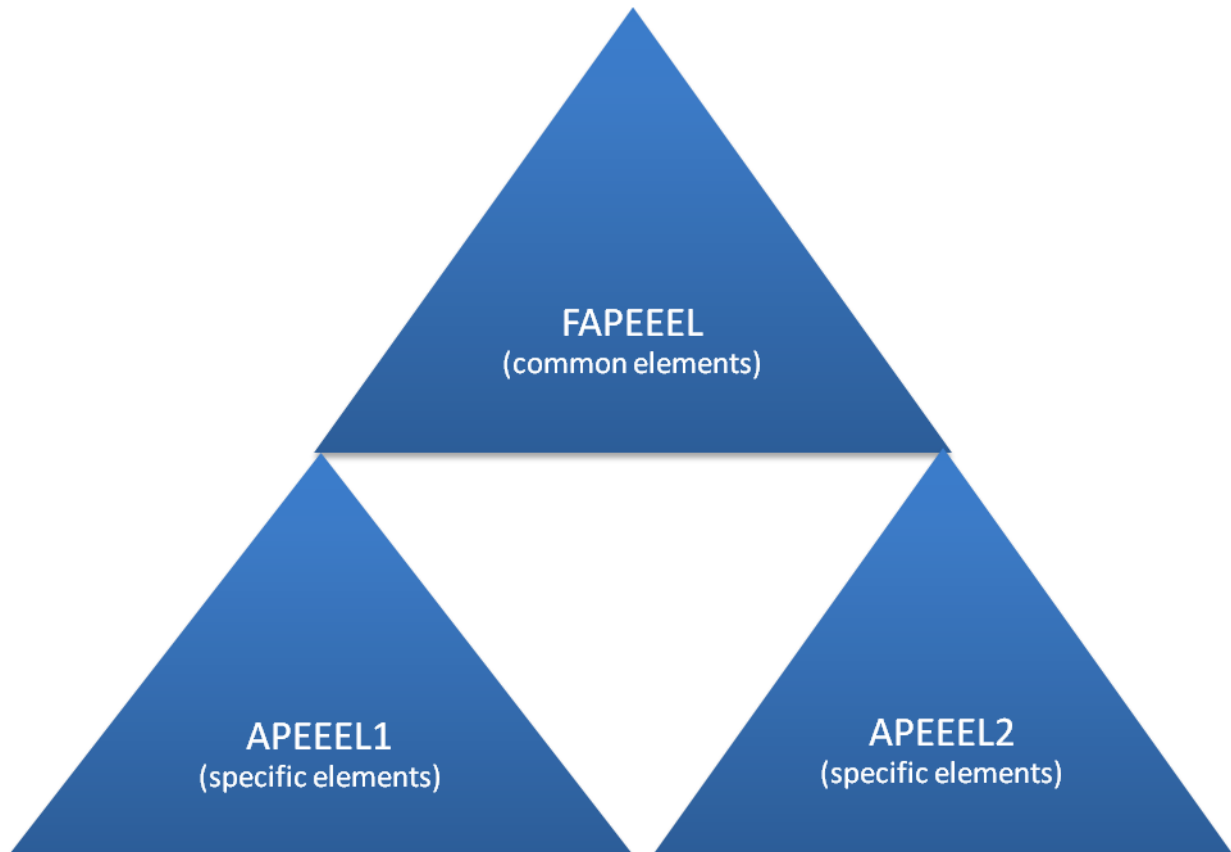 FAPEEEL
(common elements)
APEEEL1
(specific elements)
APEEEL2
(specific elements)